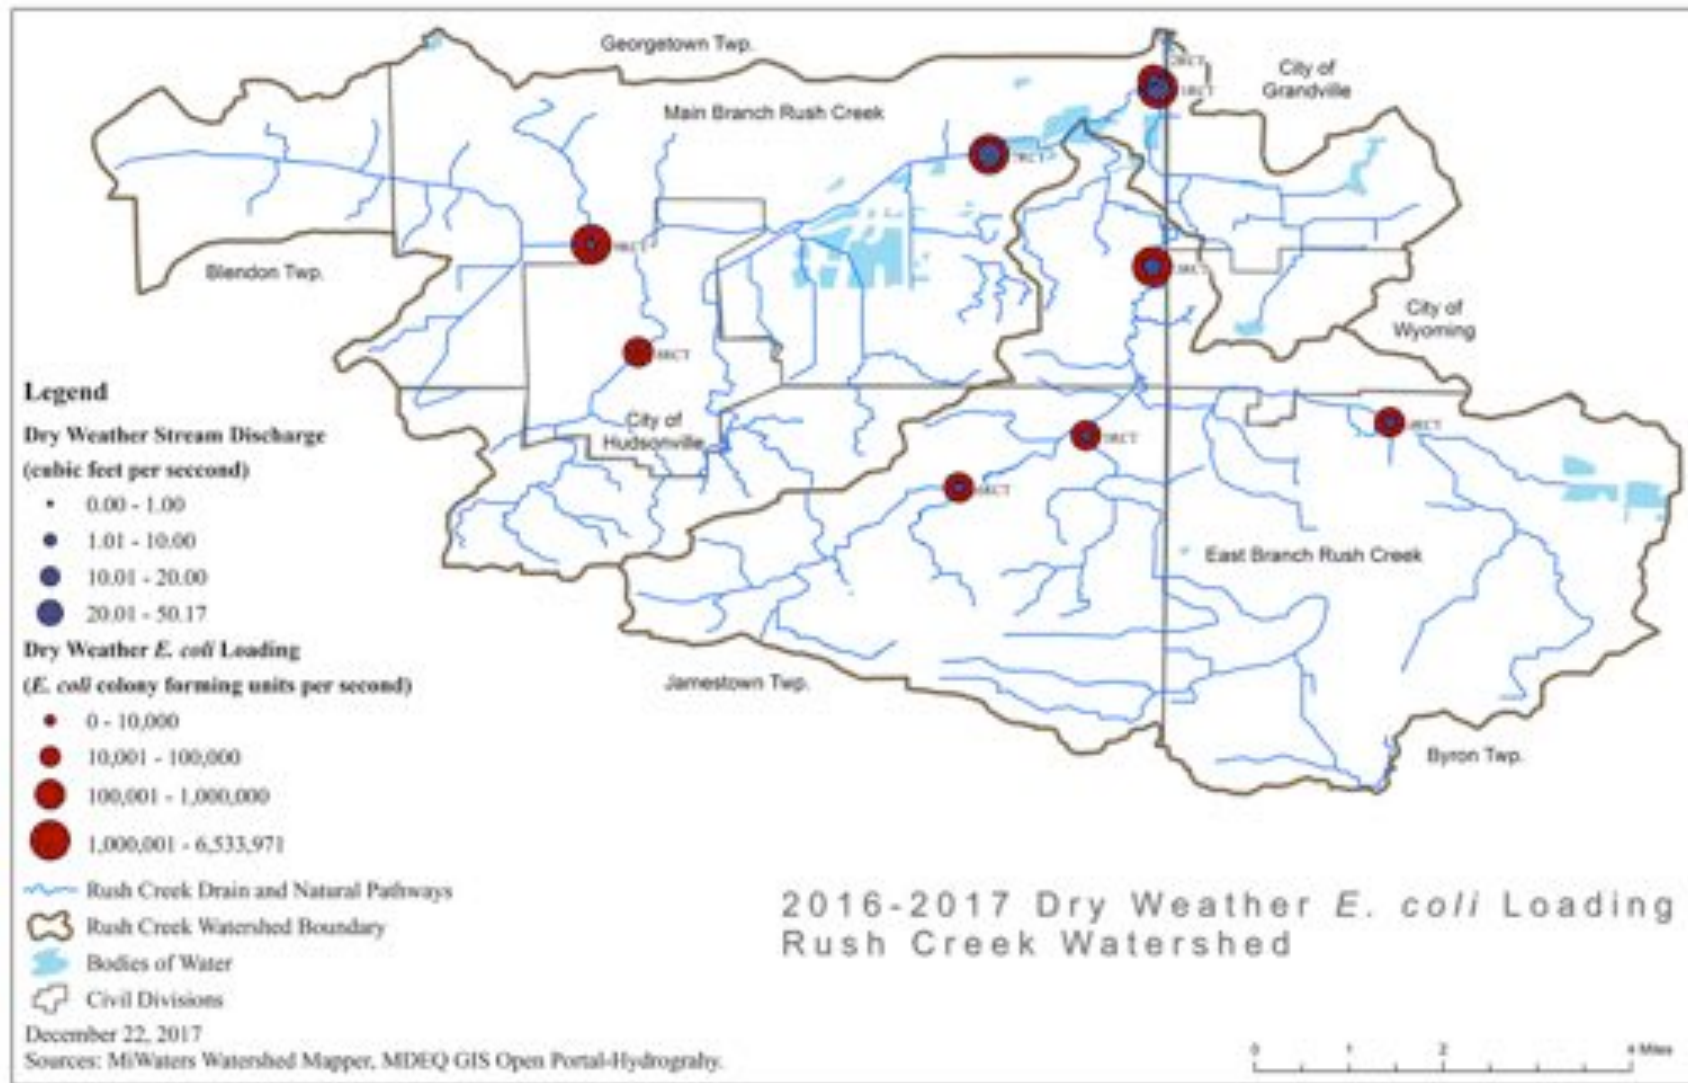 Georgetown Twp.
City of
Grandville
Main Branch Rush Creek
Blendon Twp.
City of
Wyoming
City of
Hudsonville
East Branch Rush Creek
Jamestown Twp.
Byron Twp.
Legend
Dry Weather Stream Discharge
(cubic feet per seccond)
0.00 - 1.00
1.01 - 10.00
10.01 - 20.00
20.01 - 50.17
Dry Weather E. coli Loading
(E. coli colony forming units per second)
0 - 10,000
10,001 - 100,000
100,001 - 1,000,000
1,000,001 - 6,533,971
Rush Creek Drain and Natural Pathways
Rush Creek Watershed Boundary
Bodies of Water
Civil Divisions
December 22, 2017
Sources: MiWaters Watershed Mapper, MDEQ GIS Open Portal-Hydrograhy.
2016-2017 Dry Weather E. coli Loading
Rush Creek Watershed
0 1 2 4 Miles